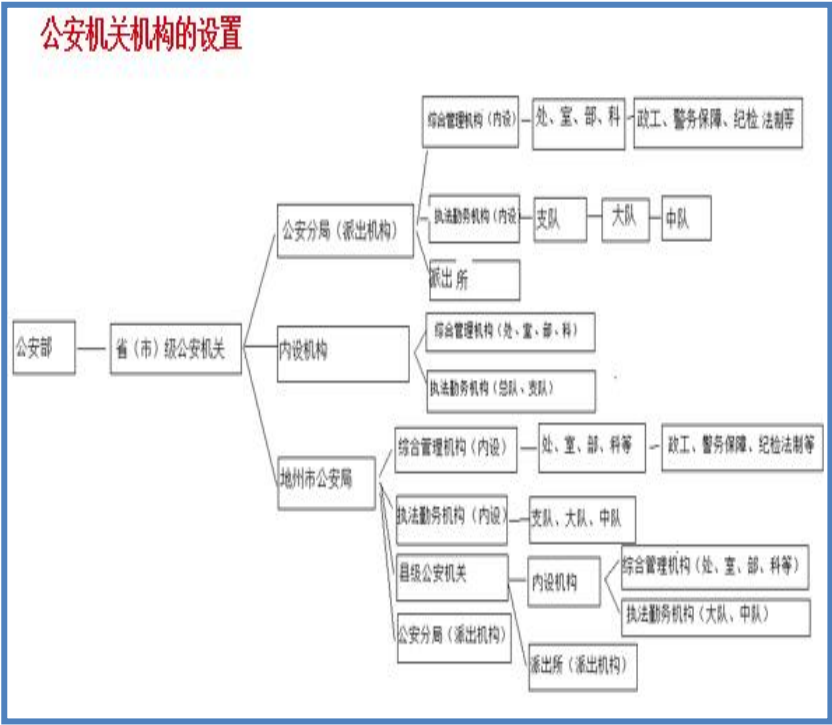 公安机关机构的设置
综合管理机构（内设）
处、室、部、科
政工、警务保障、纪检 法制等
公安分局（派出机构）
执法勤务机构（内设
支队
大队
中队
派出 所
公安部
省（市）级公安机关
内设机构
综合管理机构（处、室、部、科）
执法勤务机构（总队、支队）
地州市公安局
综合管理机构（内设）
处、室、部、科等
政工、警务保障、纪检法制等
执法勤务机构（内设）
支队、大队、中队
县级公安机关
内设机构
综合管理机构（处、室、部、科等）
执法勤务机构（大队、中队）
公安分局（派出机构）
派出所（派出机构）